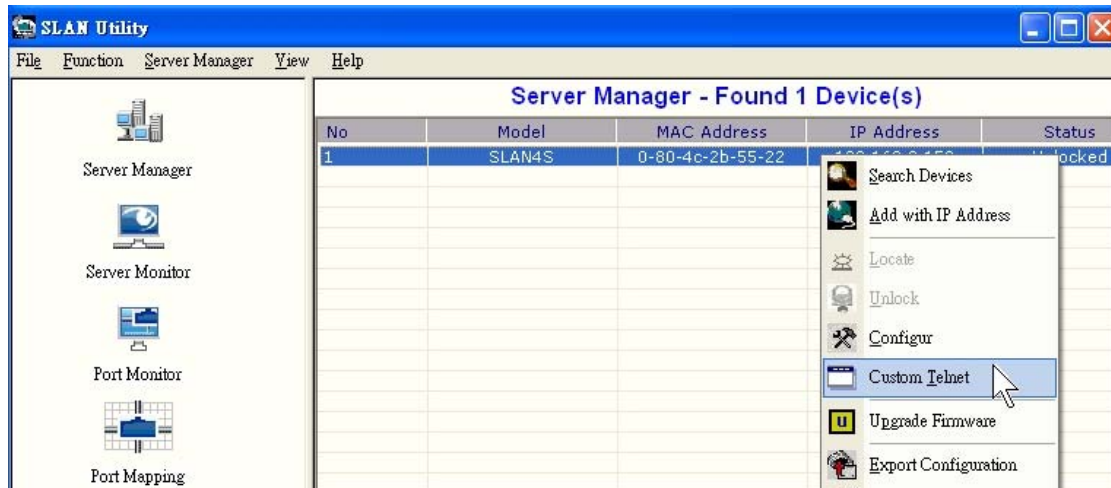 SLAN Utility
File Function Server Manager View Help
Server Manager
Server Monitor
Port Monitor
Port Mapping
Server Manager - Found 1 Device(s)
No Model MAC Address IP Address Status
1 SLAN4S 0-80-4c-2b-55-22
Search Devices
Add with IP Address
Locate
Unlock
Configur
Custom Telnet
U
Upgrade Firmware
Export Configuration